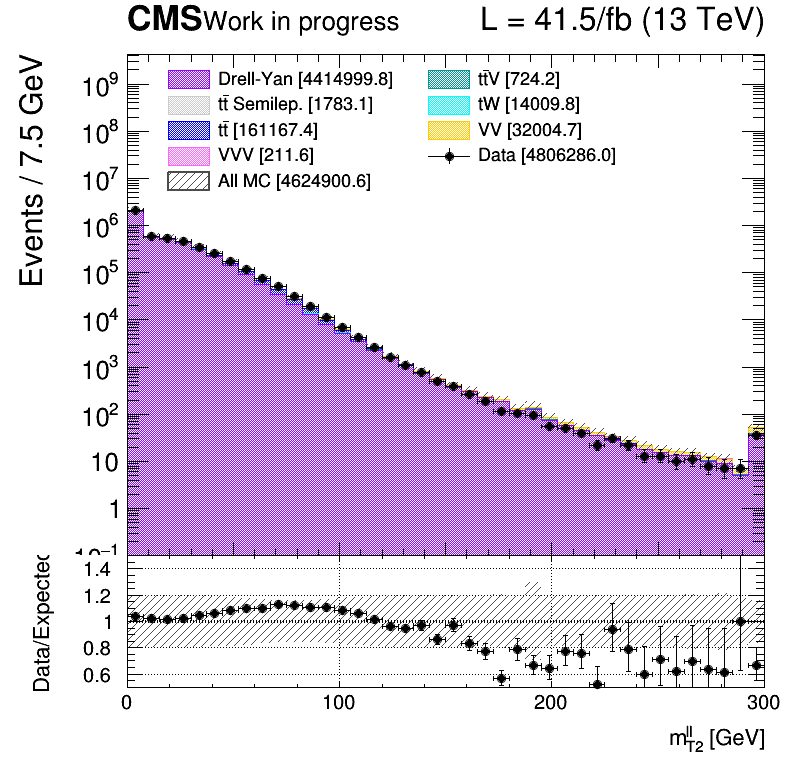 CMS Work in progress L = 41.5/fb (13 TeV)
Events / 7.5 GeV
Drell-Yan [4414999.8]
tt̄V [724.2]
tt̄ Semilep. [1783.1]
tW [14009.8]
tt̄ [161167.4]
VV [32004.7]
VVV [211.6]
Data [4806286.0]
All MC [4624900.6]
10⁹
10⁸
10⁷
10⁶
10⁵
10⁴
10³
10²
10
1
10⁻¹
Data/Expected
1.4
1.2
1
0.8
0.6
0 100 200 300
m_{T2}^{ll} [GeV]